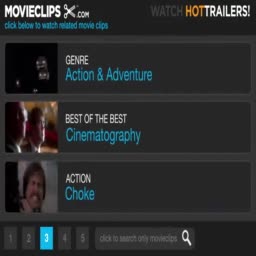 MOVIECLIPS .COM WATCH HOTTRAILERS!
click below to watch related movie clips
GENRE
Action & Adventure
BEST OF THE BEST
Cinematography
ACTION
Choke
1 2 3 4 5 click to search only movieclips